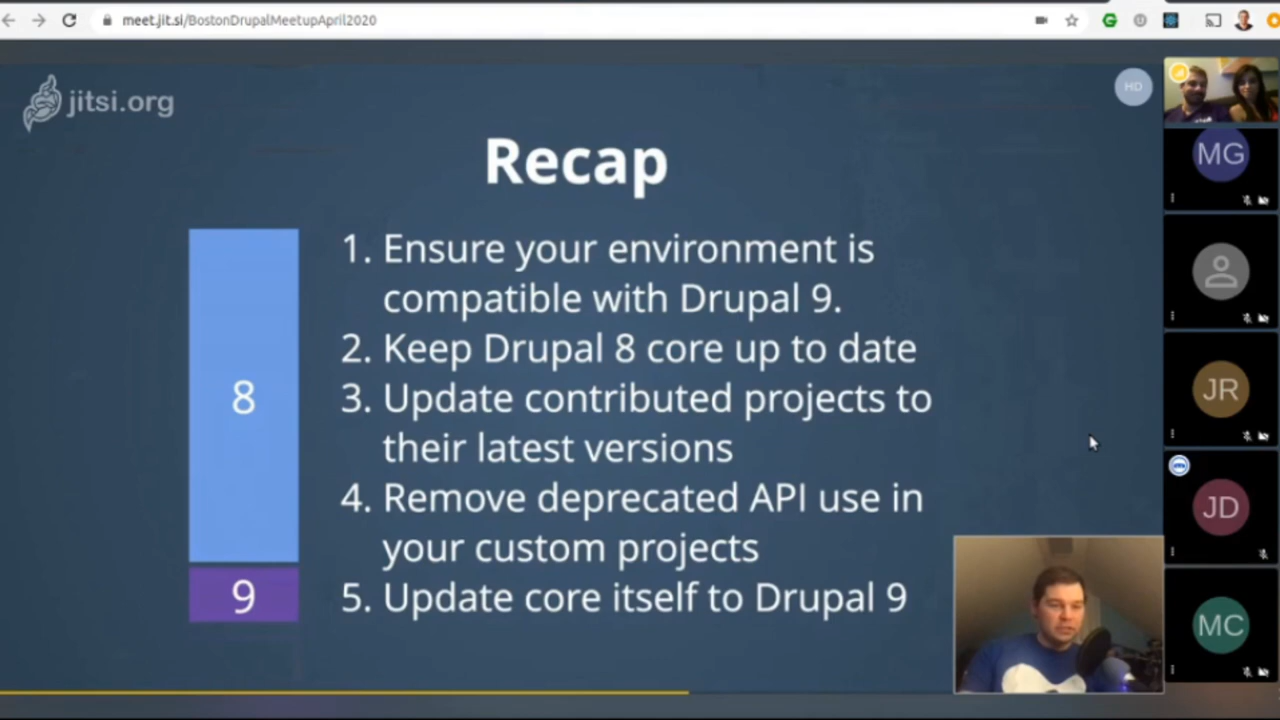 meet.jit.si/BostonDrupalMeetupApril2020
jitsi.org
HD
Recap
1. Ensure your environment is
compatible with Drupal 9.
2. Keep Drupal 8 core up to date
3. Update contributed projects to
their latest versions
4. Remove deprecated API use in
your custom projects
5. Update core itself to Drupal 9
8
9
MG
JR
JD
MC